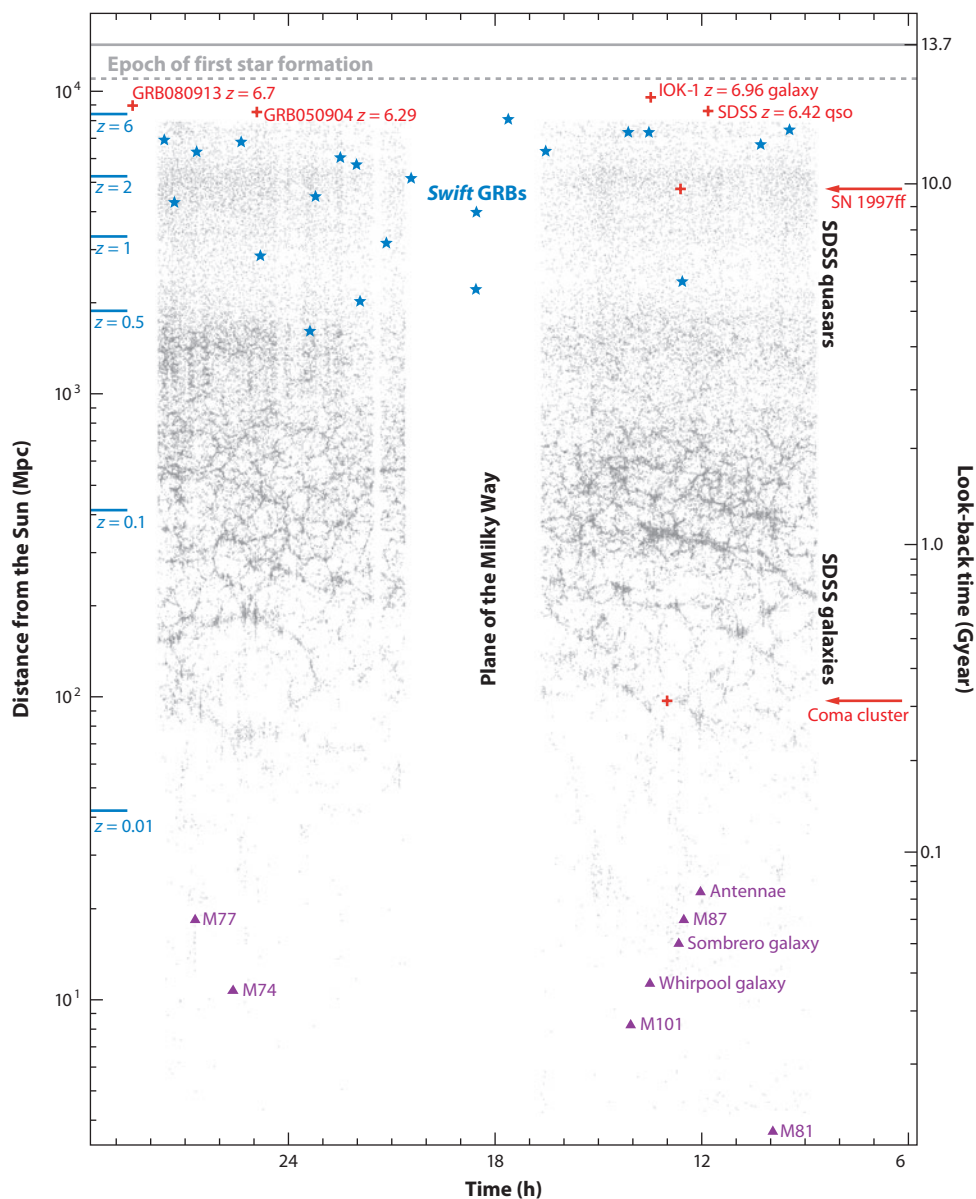 13.7
Epoch of first star formation
10⁴
GRB080913 z = 6.7
GRB050904 z = 6.29
IOK-1 z = 6.96 galaxy
SDSS z = 6.42 qso
z = 6
z = 2
Swift GRBs
10.0
SN 1997ff
z = 1
SDSS quasars
z = 0.5
10³
Distance from the Sun (Mpc)
Plane of the Milky Way
Look-back time (Gyear)
z = 0.1
1.0
SDSS galaxies
10²
Coma cluster
z = 0.01
0.1
Antennae
M77
M87
Sombrero galaxy
M74
Whirpool galaxy
10¹
M101
M81
24
18
12
6
Time (h)